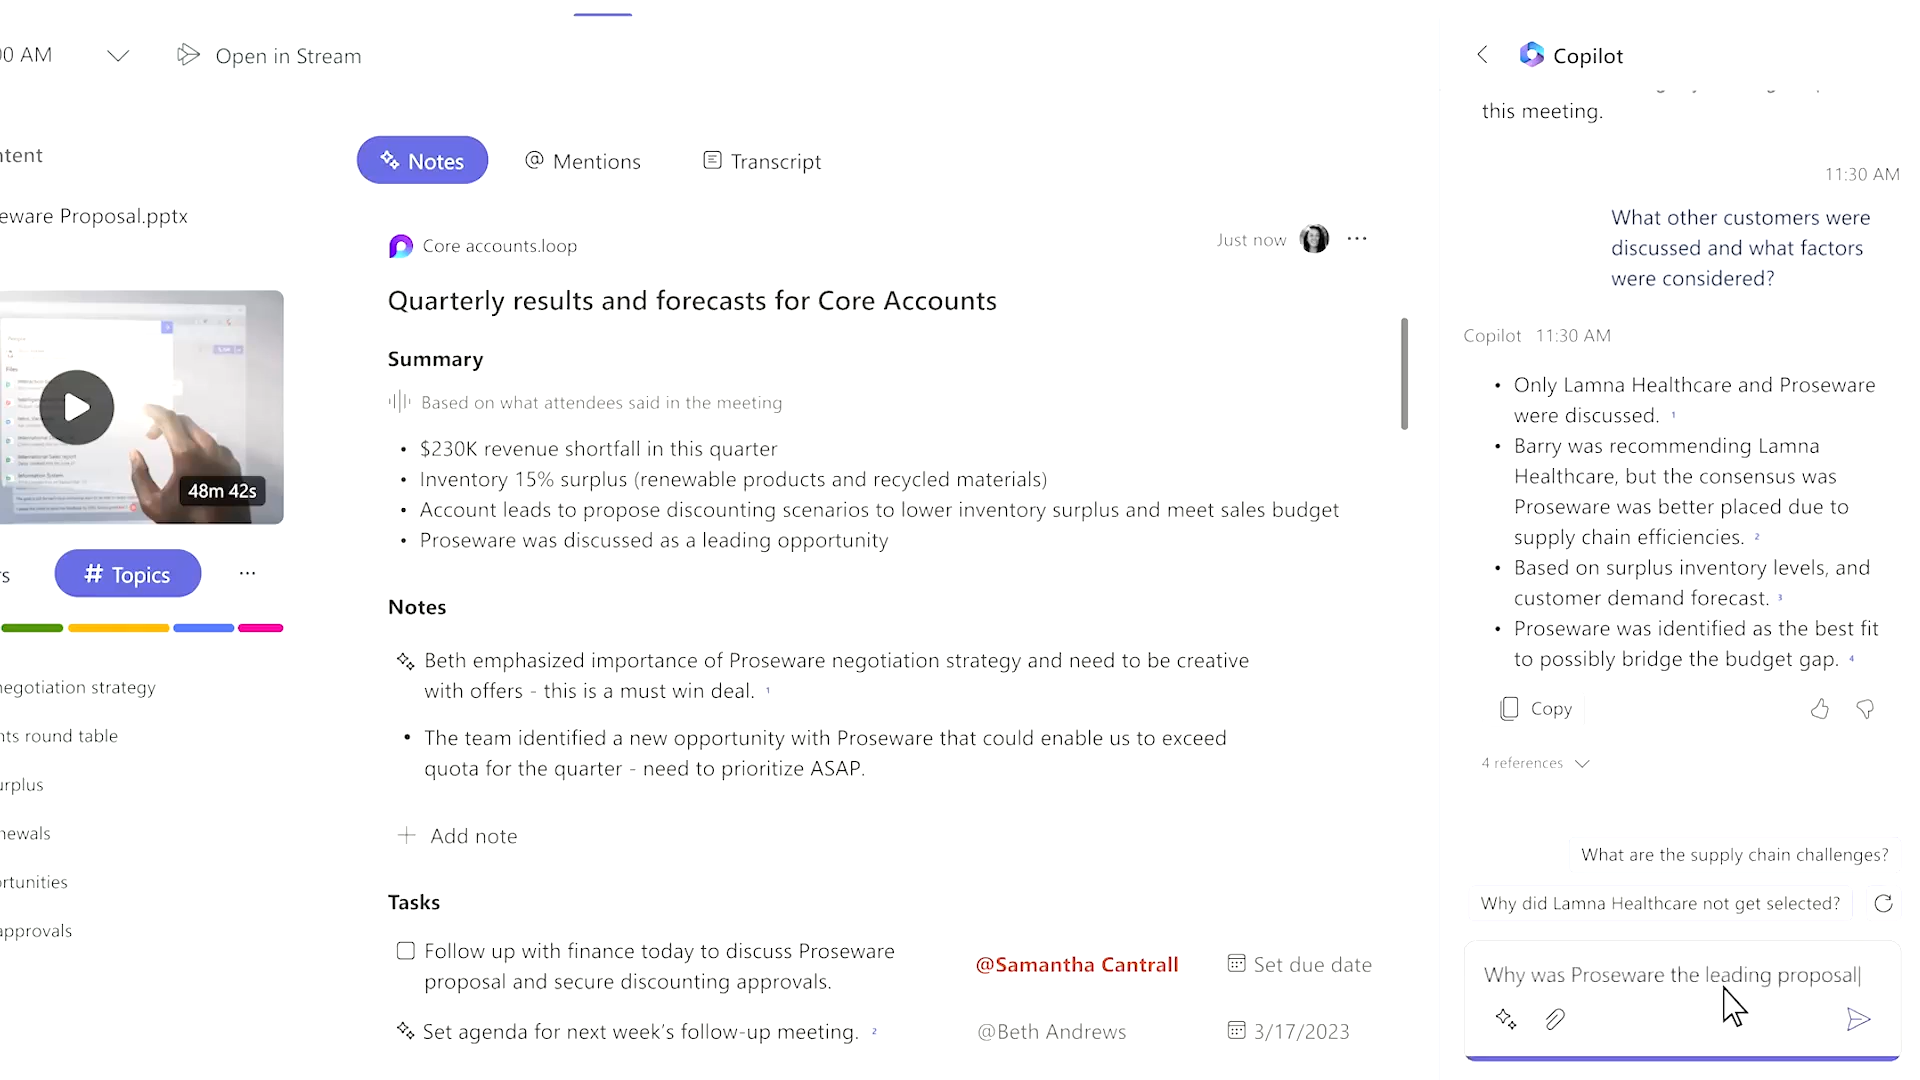 00 AM
Open in Stream
ntent
eware Proposal.pptx
48m 42s
rs
# Topics
negotiation strategy
nts round table
urplus
newals
ortunities
approvals
Notes
@ Mentions
Transcript
Core accounts.loop
Just now
Quarterly results and forecasts for Core Accounts
Summary
Based on what attendees said in the meeting
• $230K revenue shortfall in this quarter
• Inventory 15% surplus (renewable products and recycled materials)
• Account leads to propose discounting scenarios to lower inventory surplus and meet sales budget
• Proseware was discussed as a leading opportunity
Notes
Beth emphasized importance of Proseware negotiation strategy and need to be creative
with offers - this is a must win deal. 1
• The team identified a new opportunity with Proseware that could enable us to exceed
quota for the quarter - need to prioritize ASAP.
+ Add note
Tasks
Follow up with finance today to discuss Proseware
proposal and secure discounting approvals.
@Samantha Cantrall
Set due date
Set agenda for next week's follow-up meeting. 2
@Beth Andrews
3/17/2023
Copilot
this meeting.
11:30 AM
What other customers were
discussed and what factors
were considered?
Copilot 11:30 AM
• Only Lamna Healthcare and Proseware
were discussed. 1
• Barry was recommending Lamna
Healthcare, but the consensus was
Proseware was better placed due to
supply chain efficiencies. 2
• Based on surplus inventory levels, and
customer demand forecast. 3
• Proseware was identified as the best fit
to possibly bridge the budget gap. 4
Copy
4 references
What are the supply chain challenges?
Why did Lamna Healthcare not get selected?
Why was Proseware the leading proposal